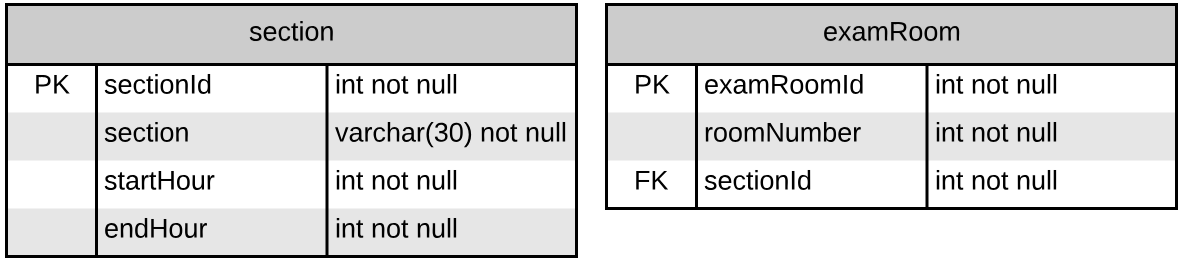 section
PK sectionId int not null
section varchar(30) not null
startHour int not null
endHour int not null
examRoom
PK examRoomId int not null
roomNumber int not null
FK sectionId int not null